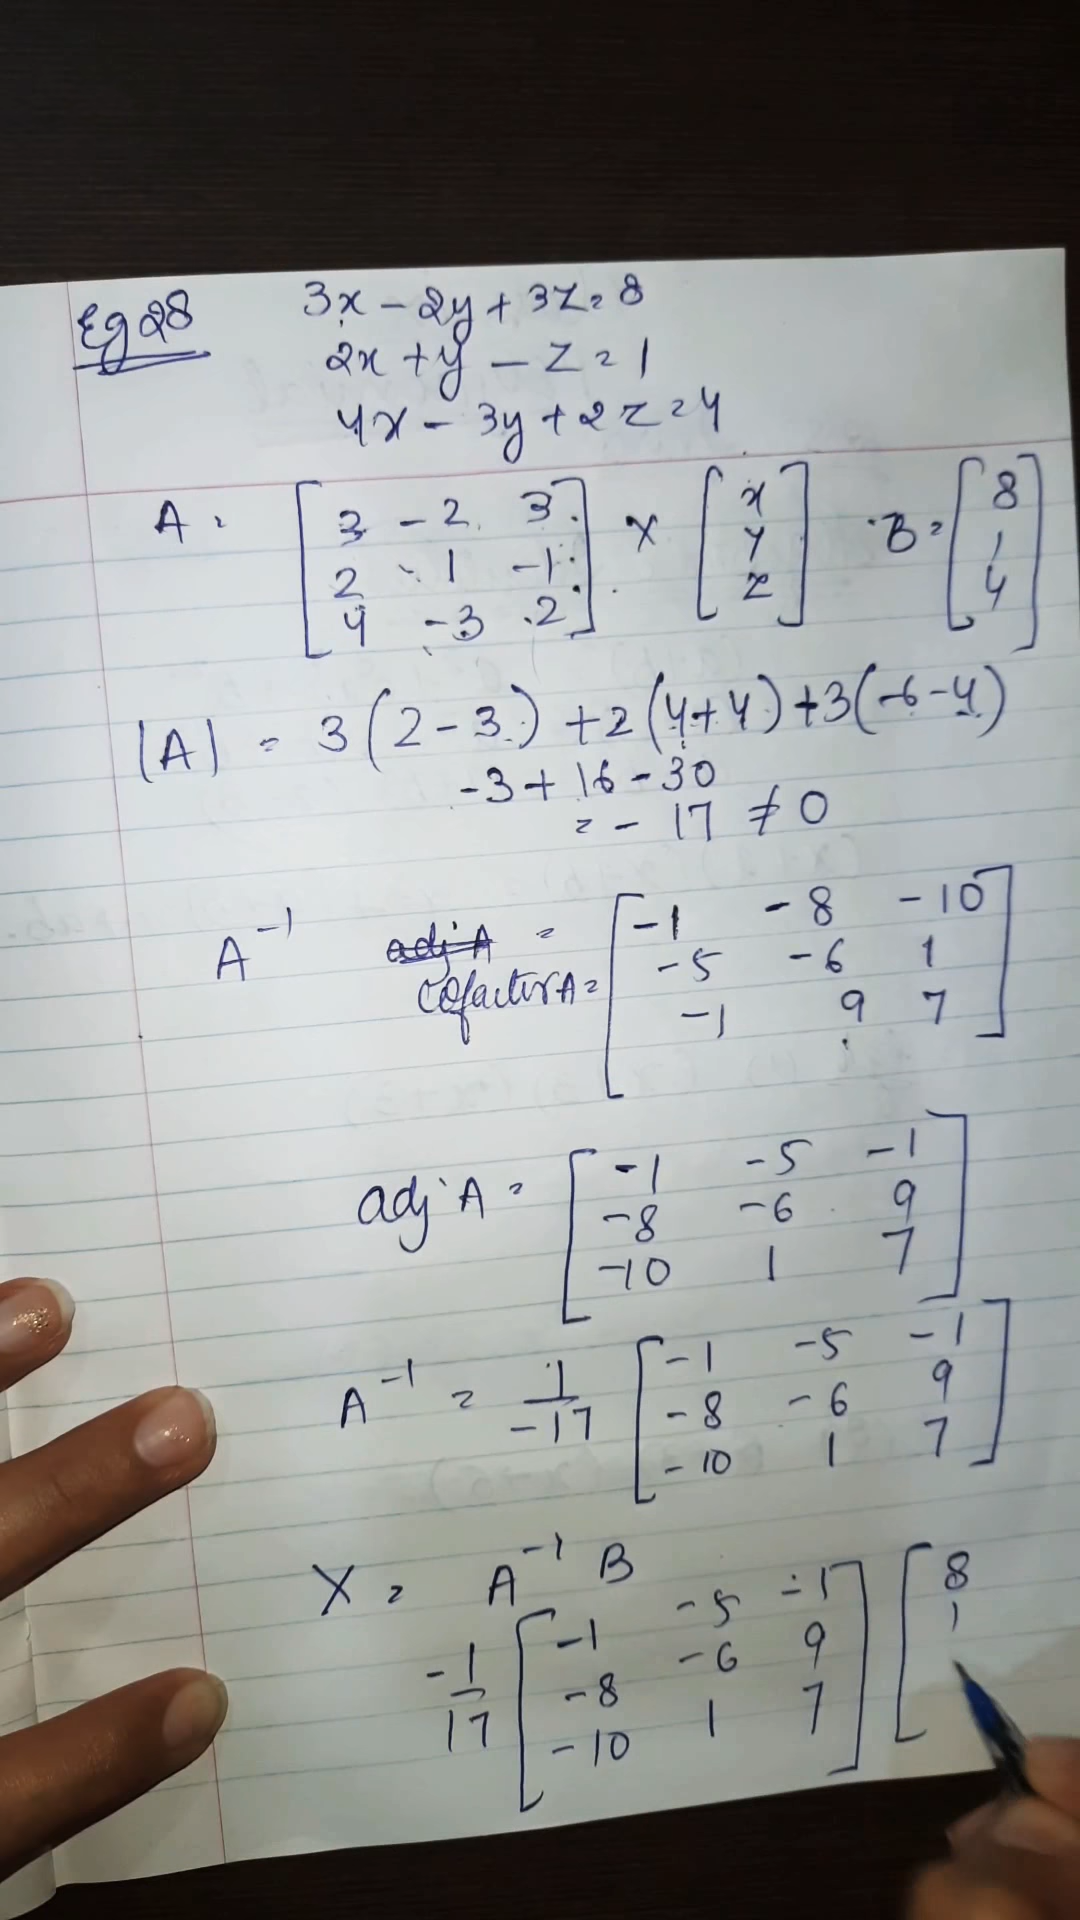 Eg 28
3x - 2y + 3z = 8
2x + y - z = 1
4x - 3y + 2z = 4
A = [ 3 -2 3 ] X [ x ] B = [ 8 ]
2 1 -1 y 1
4 -3 2 z 4
|A| = 3(2-3) + 2(4+4) + 3(-6-4)
-3 + 16 - 30
= - 17 ≠ 0
A⁻¹ adj A = [ -1 -8 -10 ]
Cofactor A = -5 -6 1
-1 9 7
adj A = [ -1 -5 -1 ]
-8 -6 9
-10 1 7
A⁻¹ = 1/-17 [ -1 -5 -1 ]
-8 -6 9
-10 1 7
X = A⁻¹ B
-1/17 [ -1 -5 -1 ] [ 8 ]
-8 -6 9 1
-10 1 7